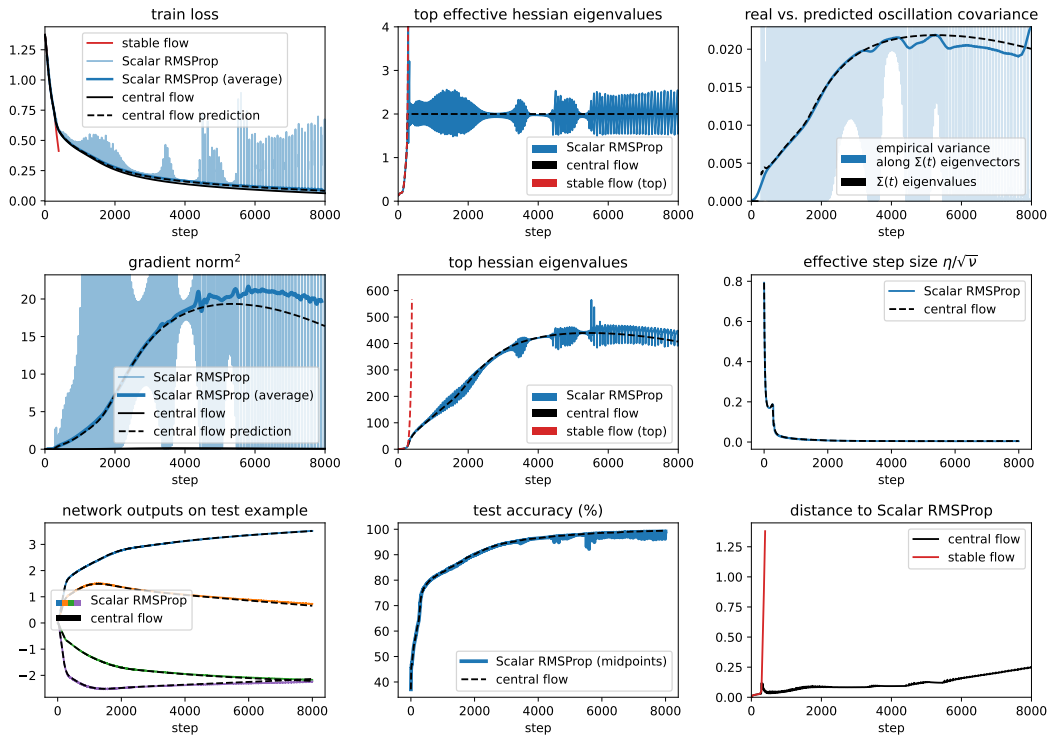 train loss
1.25
1.00
0.75
0.50
0.25
0.00
0 2000 4000 6000 8000
step
stable flow
Scalar RMSProp
Scalar RMSProp (average)
central flow
central flow prediction
top effective hessian eigenvalues
4
3
2
1
0
0 2000 4000 6000 8000
step
Scalar RMSProp
central flow
stable flow (top)
real vs. predicted oscillation covariance
0.020
0.015
0.010
0.005
0.000
0 2000 4000 6000 8000
step
empirical variance
along Σ(t) eigenvectors
Σ(t) eigenvalues
gradient norm²
20
15
10
5
0
0 2000 4000 6000 8000
step
Scalar RMSProp
Scalar RMSProp (average)
central flow
central flow prediction
top hessian eigenvalues
600
500
400
300
200
100
0
0 2000 4000 6000 8000
step
Scalar RMSProp
central flow
stable flow (top)
effective step size η/√ν
0.8
0.6
0.4
0.2
0.0
0 2000 4000 6000 8000
step
Scalar RMSProp
central flow
network outputs on test example
3
2
1
0
−1
−2
0 2000 4000 6000 8000
step
Scalar RMSProp
central flow
test accuracy (%)
100
90
80
70
60
50
40
0 2000 4000 6000 8000
step
Scalar RMSProp (midpoints)
central flow
distance to Scalar RMSProp
1.25
1.00
0.75
0.50
0.25
0.00
0 2000 4000 6000 8000
step
central flow
stable flow